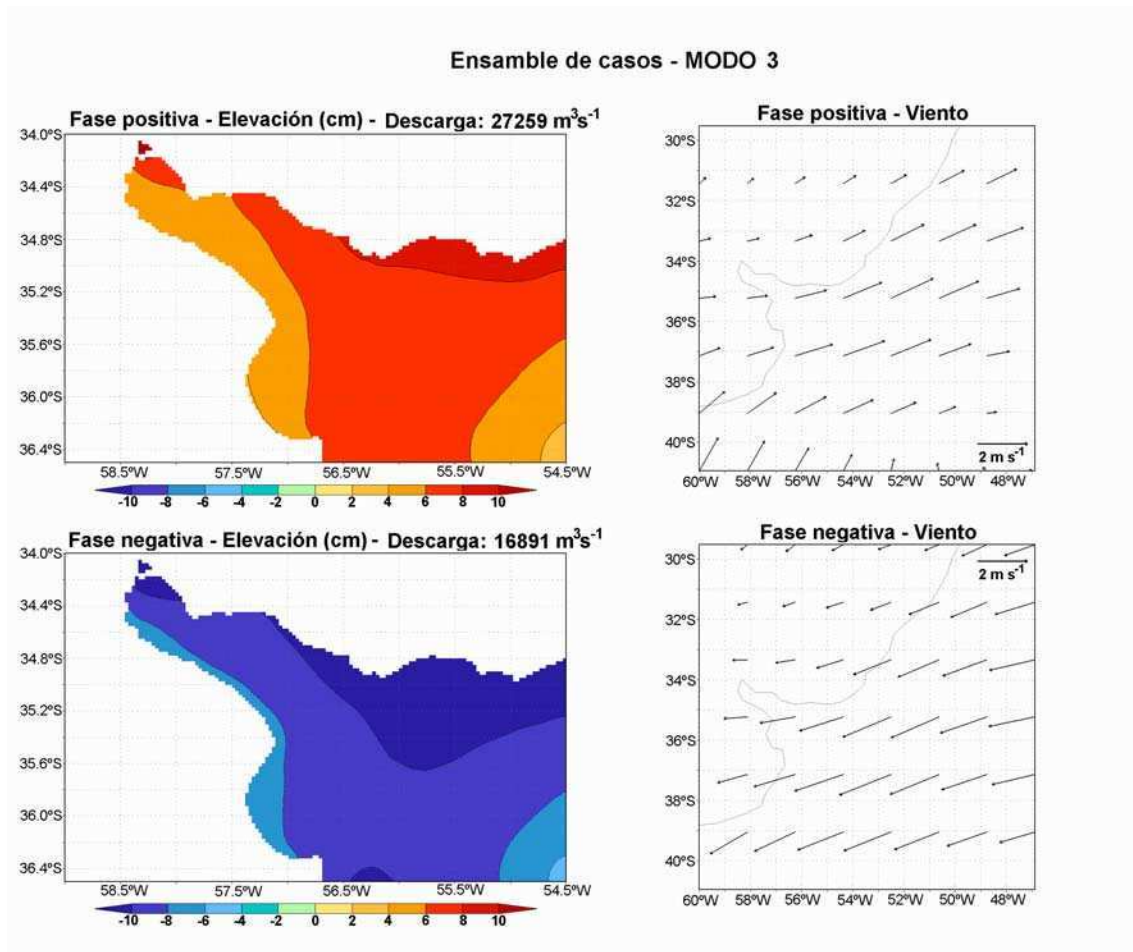 Ensamble de casos - MODO 3
Fase positiva - Elevación (cm) - Descarga: 27259 m³s⁻¹
34.0ºS
34.4ºS
34.8ºS
35.2ºS
35.6ºS
36.0ºS
36.4ºS
58.5ºW 57.5ºW 56.5ºW 55.5ºW 54.5ºW
-10 -8 -6 -4 -2 0 2 4 6 8 10
Fase positiva - Viento
30ºS
32ºS
34ºS
36ºS
38ºS
40ºS
2 m s⁻¹
60ºW 58ºW 56ºW 54ºW 52ºW 50ºW 48ºW
Fase negativa - Elevación (cm) - Descarga: 16891 m³s⁻¹
34.0ºS
34.4ºS
34.8ºS
35.2ºS
35.6ºS
36.0ºS
36.4ºS
58.5ºW 57.5ºW 56.5ºW 55.5ºW 54.5ºW
-10 -8 -6 -4 -2 0 2 4 6 8 10
Fase negativa - Viento
2 m s⁻¹
30ºS
32ºS
34ºS
36ºS
38ºS
40ºS
60ºW 58ºW 56ºW 54ºW 52ºW 50ºW 48ºW